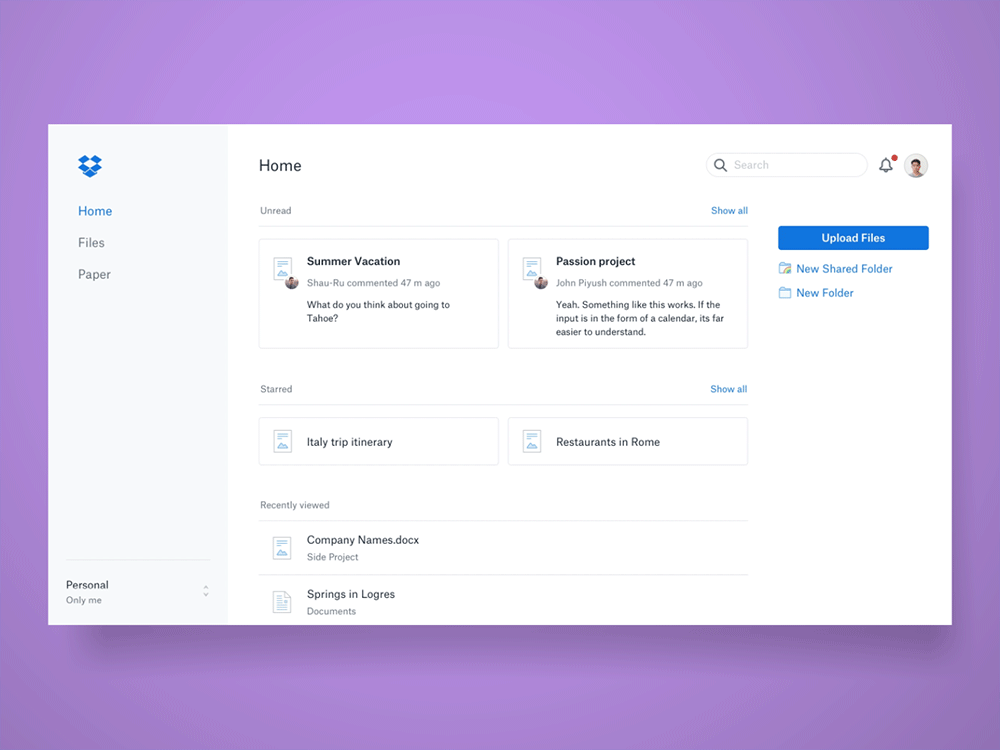 Home
Files
Paper
Personal
Only me
Home
Search
Unread
Show all
Summer Vacation
Shau-Ru commented 47 m ago
What do you think about going to
Tahoe?
Passion project
John Piyush commented 47 m ago
Yeah. Something like this works. If the
input is in the form of a calendar, its far
easier to understand.
Starred
Show all
Italy trip itinerary
Restaurants in Rome
Recently viewed
Company Names.docx
Side Project
Springs in Logres
Documents
Upload Files
New Shared Folder
New Folder